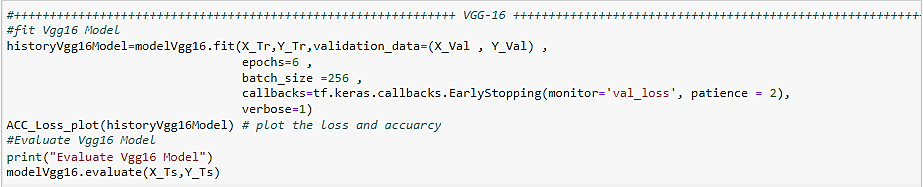 #++++++++++++++++++++++++++++++++++++++++++++++++++++++++++++ VGG-16 ++++++++++++++++++++++++++++++++++++++++++++++++++++++++
#fit Vgg16 Model
historyVgg16Model=modelVgg16.fit(X_Tr,Y_Tr,validation_data=(X_Val , Y_Val) ,
epochs=6 ,
batch_size =256 ,
callbacks=tf.keras.callbacks.EarlyStopping(monitor='val_loss', patience = 2),
verbose=1)
ACC_Loss_plot(historyVgg16Model) # plot the loss and accuarcy
#Evaluate Vgg16 Model
print("Evaluate Vgg16 Model")
modelVgg16.evaluate(X_Ts,Y_Ts)